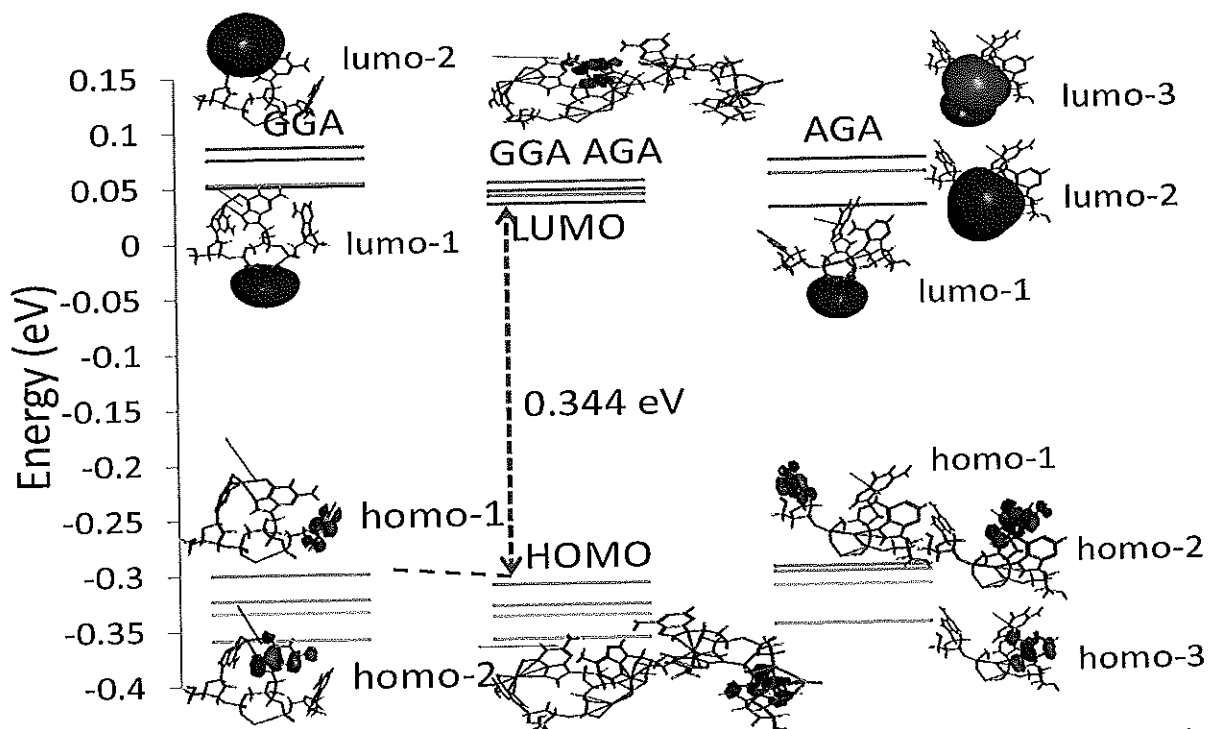 lumo-2
0.15
lumo-3
GGA
AGA
0.1
GGA AGA
0.05
lumo-2
LUMO
lumo-1
0
lumo-1
-0.05
Energy (eV)
-0.1
0.344 eV
-0.15
-0.2
homo-1
-0.25
homo-1
HOMO
homo-2
-0.3
-0.35
homo-2
homo-3
-0.4